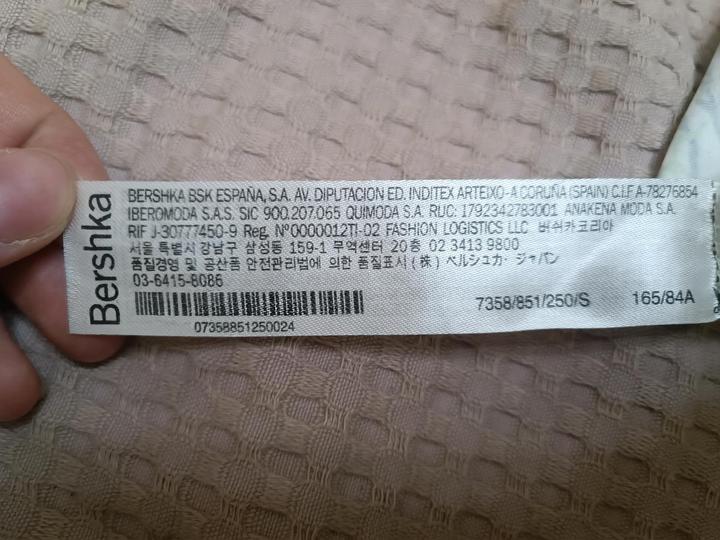 Bershka
BERSHKA BSK ESPAÑA, S.A. AV. DIPUTACION ED. INDITEX ARTEIXO-A CORUÑA (SPAIN) C.I.F. A-78276854
IBEROMODA S.A.S. SIC 900.207.065 QUIMODA S.A. RUC: 1792342783001 ANAKENA MODA S.A.
RIF J-30777450-9 Reg. Nº0000012TI-02 FASHION LOGISTICS LLC 버쉬카코리아
서울 특별시 강남구 삼성동 159-1 무역센터 20층 02 3413 9800
품질경영 및 공산품 안전관리법에 의한 품질표시 (株) ベルシュカ・ジャパン
03-6415-8086
7358/851/250/S 165/84A
07358851250024